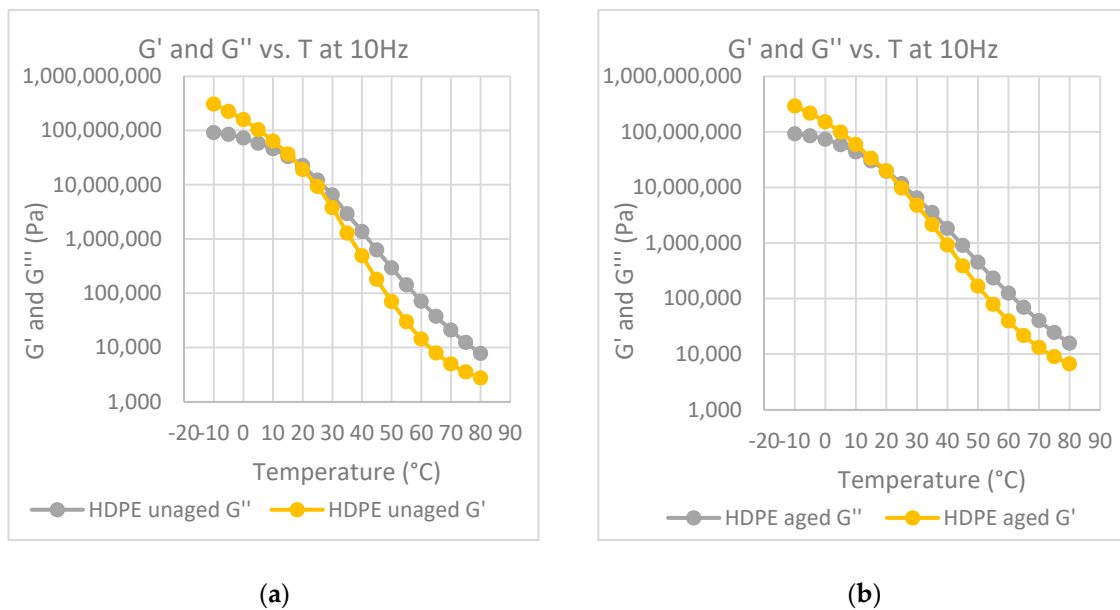 G' and G'' vs. T at 10Hz
1,000,000,000
100,000,000
10,000,000
1,000,000
100,000
10,000
1,000
-20 -10 0 10 20 30 40 50 60 70 80 90
G' and G''' (Pa)
Temperature (°C)
HDPE unaged G'' HDPE unaged G'
(a)
G' and G'' vs. T at 10Hz
1,000,000,000
100,000,000
10,000,000
1,000,000
100,000
10,000
1,000
-20 -10 0 10 20 30 40 50 60 70 80 90
G' and G''' (Pa)
Temperature (°C)
HDPE aged G'' HDPE aged G'
(b)